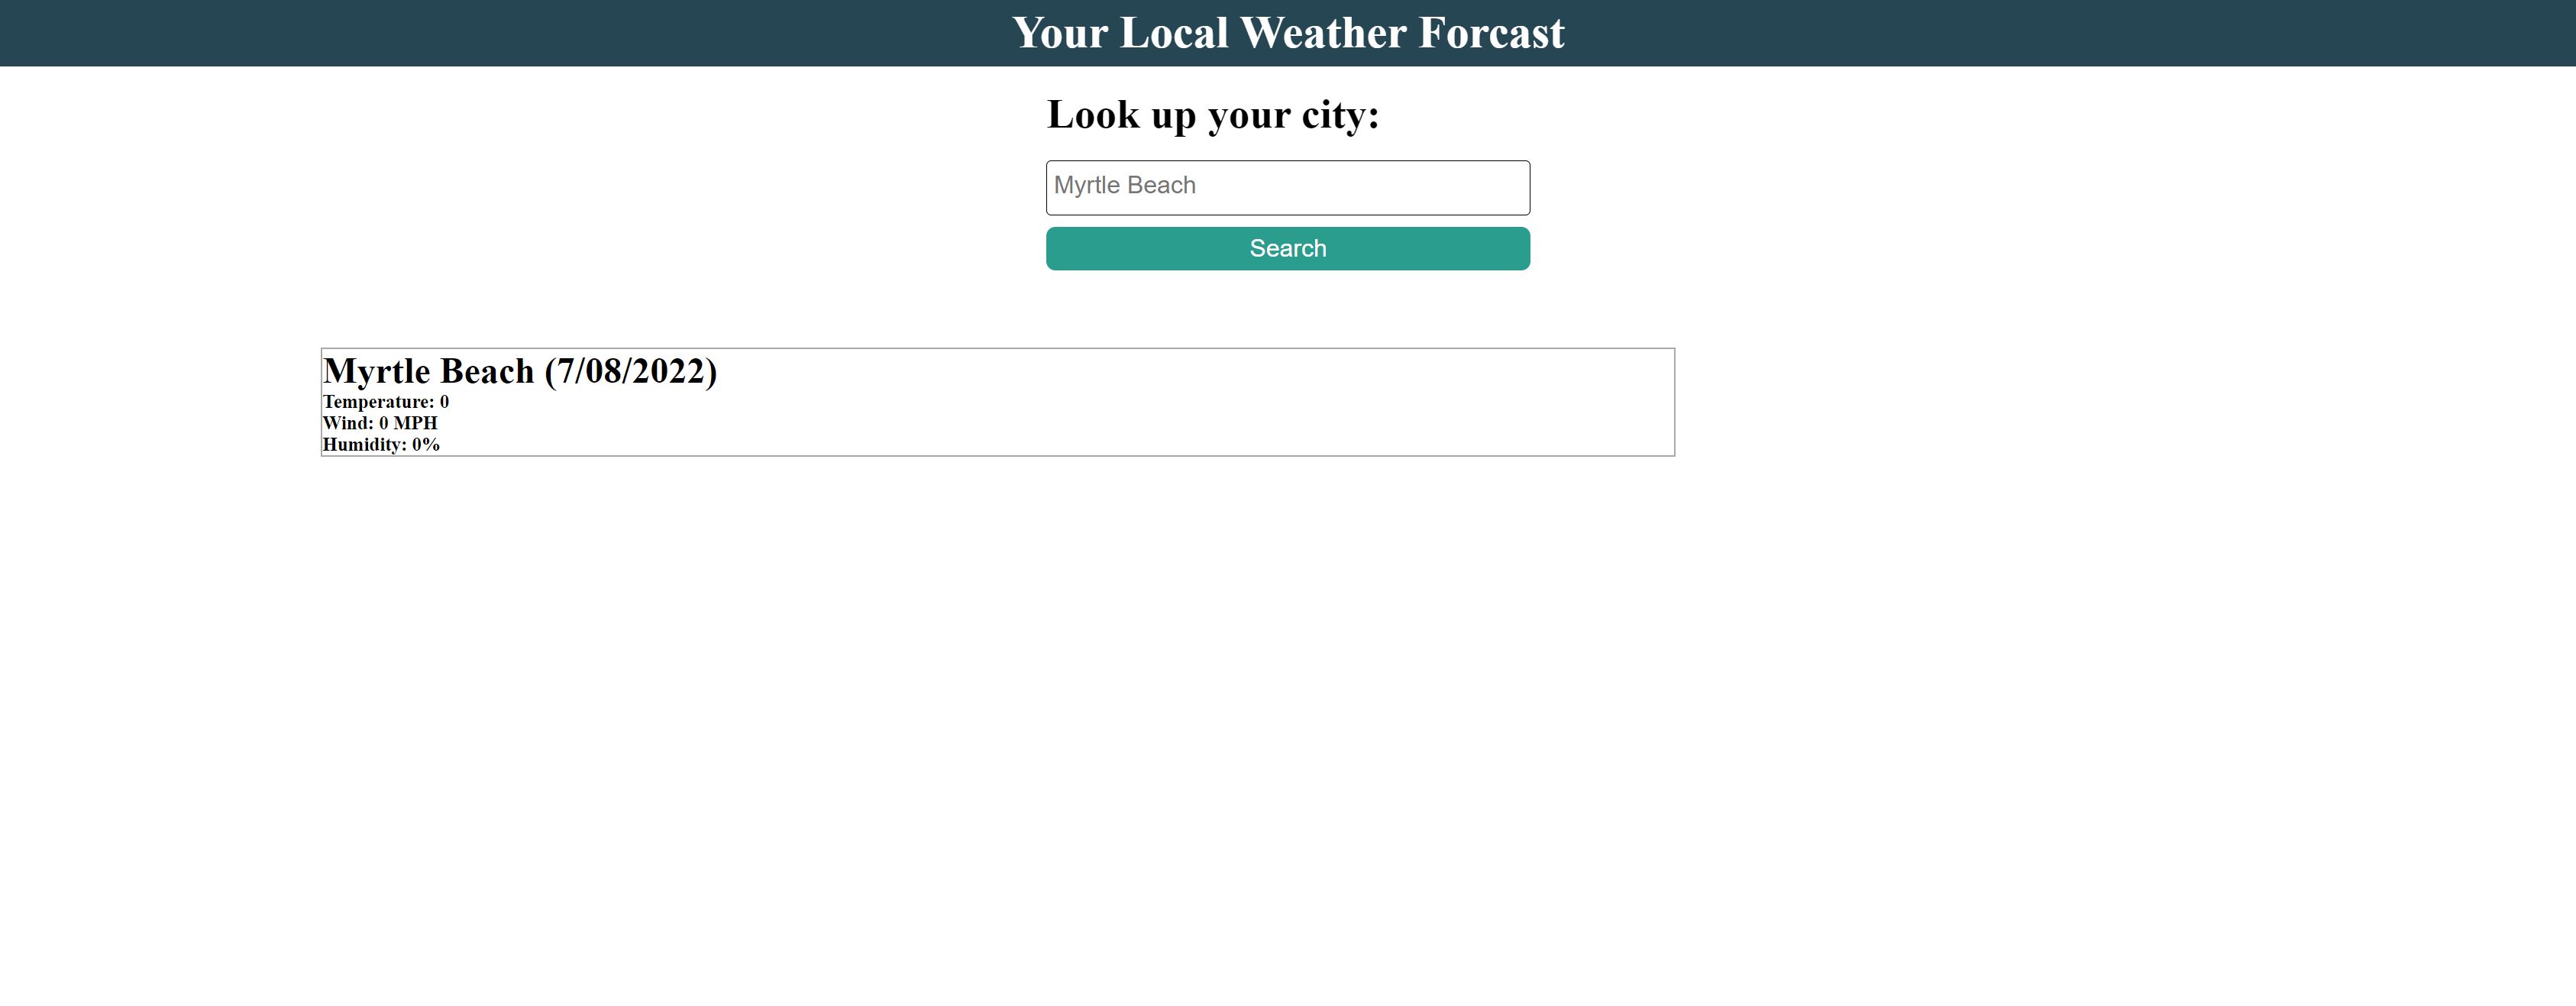 Your Local Weather Forcast
Look up your city:
Myrtle Beach
Search
Myrtle Beach (7/08/2022)
Temperature: 0
Wind: 0 MPH
Humidity: 0%